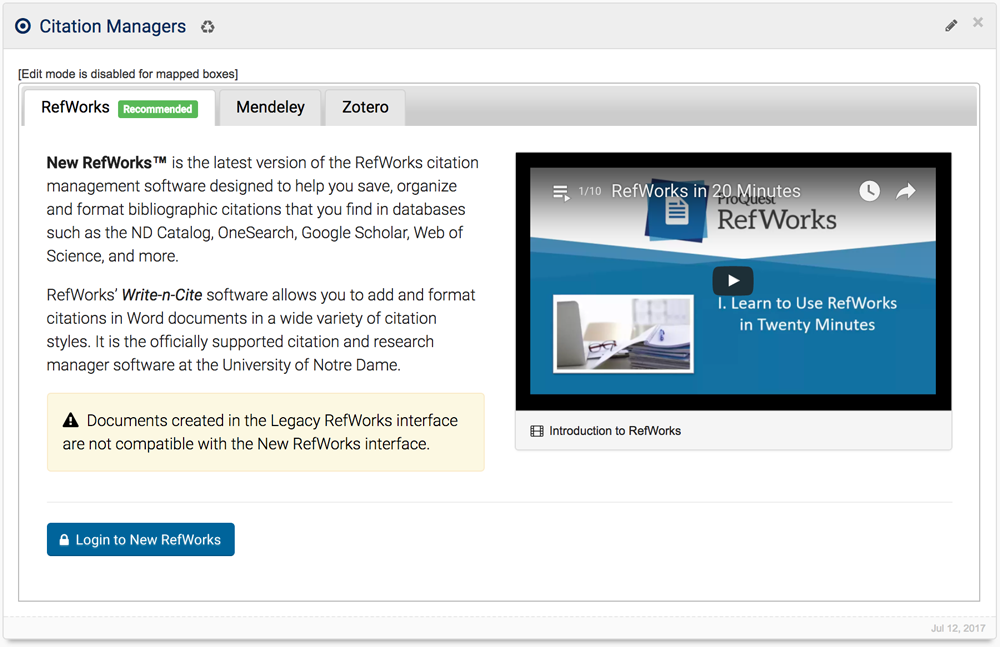 Citation Managers
[Edit mode is disabled for mapped boxes]
RefWorks Recommended Mendeley Zotero
New RefWorks™ is the latest version of the RefWorks citation
management software designed to help you save, organize
and format bibliographic citations that you find in databases
such as the ND Catalog, OneSearch, Google Scholar, Web of
Science, and more.
RefWorks’ Write-n-Cite software allows you to add and format
citations in Word documents in a wide variety of citation
styles. It is the officially supported citation and research
manager software at the University of Notre Dame.
Documents created in the Legacy RefWorks interface
are not compatible with the New RefWorks interface.
1/10 RefWorks in 20 Minutes
ProQuest
RefWorks
I. Learn to Use RefWorks
in Twenty Minutes
Introduction to RefWorks
Login to New RefWorks
Jul 12, 2017